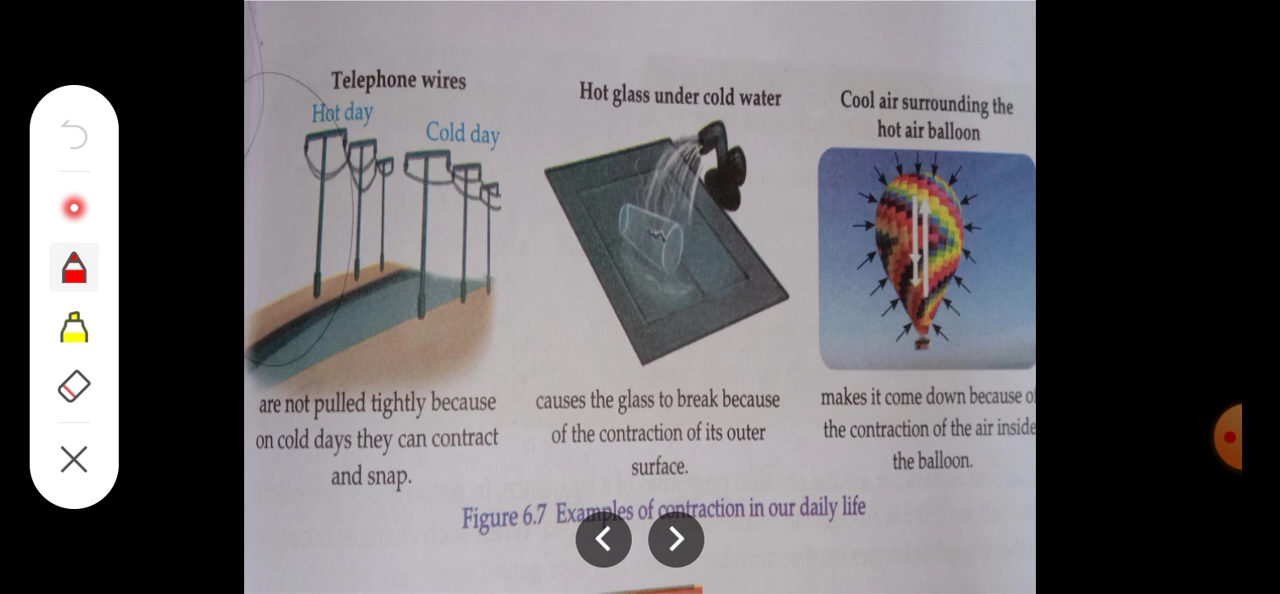 Telephone wires
Hot day
Cold day
are not pulled tightly because
on cold days they can contract
and snap.
Hot glass under cold water
causes the glass to break because
of the contraction of its outer
surface.
Cool air surrounding the
hot air balloon
makes it come down because of
the contraction of the air inside
the balloon.
Figure 6.7 Examples of contraction in our daily life